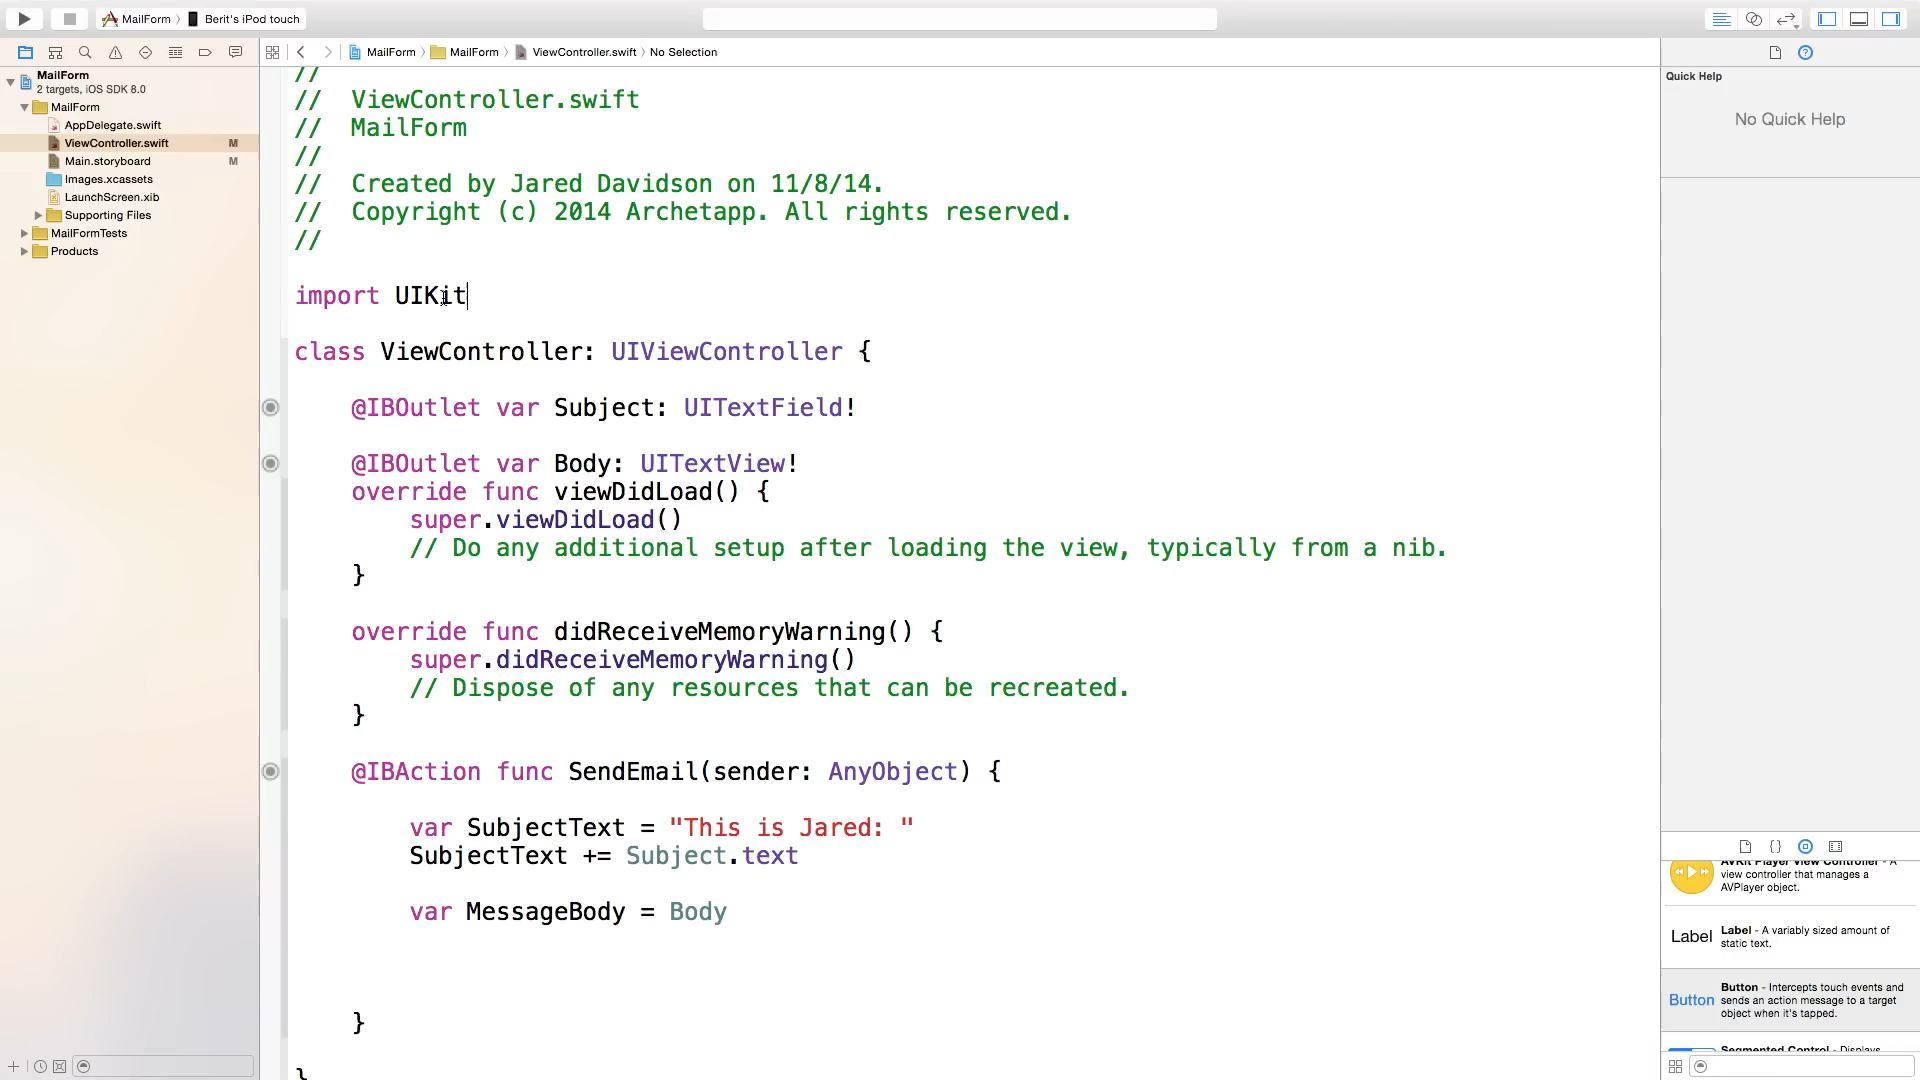 MailForm › Berit's iPod touch
MailForm › MailForm › ViewController.swift › No Selection
MailForm
2 targets, iOS SDK 8.0
MailForm
AppDelegate.swift
ViewController.swift M
Main.storyboard M
Images.xcassets
LaunchScreen.xib
Supporting Files
MailFormTests
Products
//
// ViewController.swift
// MailForm
//
// Created by Jared Davidson on 11/8/14.
// Copyright (c) 2014 Archetapp. All rights reserved.
//
import UIKit
class ViewController: UIViewController {
@IBOutlet var Subject: UITextField!
@IBOutlet var Body: UITextView!
override func viewDidLoad() {
super.viewDidLoad()
// Do any additional setup after loading the view, typically from a nib.
}
override func didReceiveMemoryWarning() {
super.didReceiveMemoryWarning()
// Dispose of any resources that can be recreated.
}
@IBAction func SendEmail(sender: AnyObject) {
var SubjectText = "This is Jared: "
SubjectText += Subject.text
var MessageBody = Body
}
}
Quick Help
No Quick Help
{ }
AVKit Player View Controller - A
view controller that manages a
AVPlayer object.
Label
Label - A variably sized amount of
static text.
Button
Button - Intercepts touch events and
sends an action message to a target
object when it's tapped.
Segmented Control - Displays